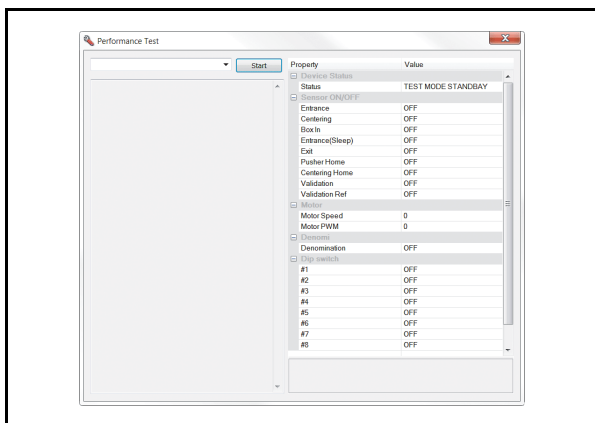 Performance Test
Start
Property Value
Device Status
Status TEST MODE STANDBAY
Sensor ON/OFF
Entrance OFF
Centering OFF
Box In OFF
Entrance(Sleep) OFF
Exit OFF
Pusher Home OFF
Centering Home OFF
Validation OFF
Validation Ref OFF
Motor
Motor Speed 0
Motor PWM 0
Denomi
Denomination OFF
Dip switch
#1 OFF
#2 OFF
#3 OFF
#4 OFF
#5 OFF
#6 OFF
#7 OFF
#8 OFF